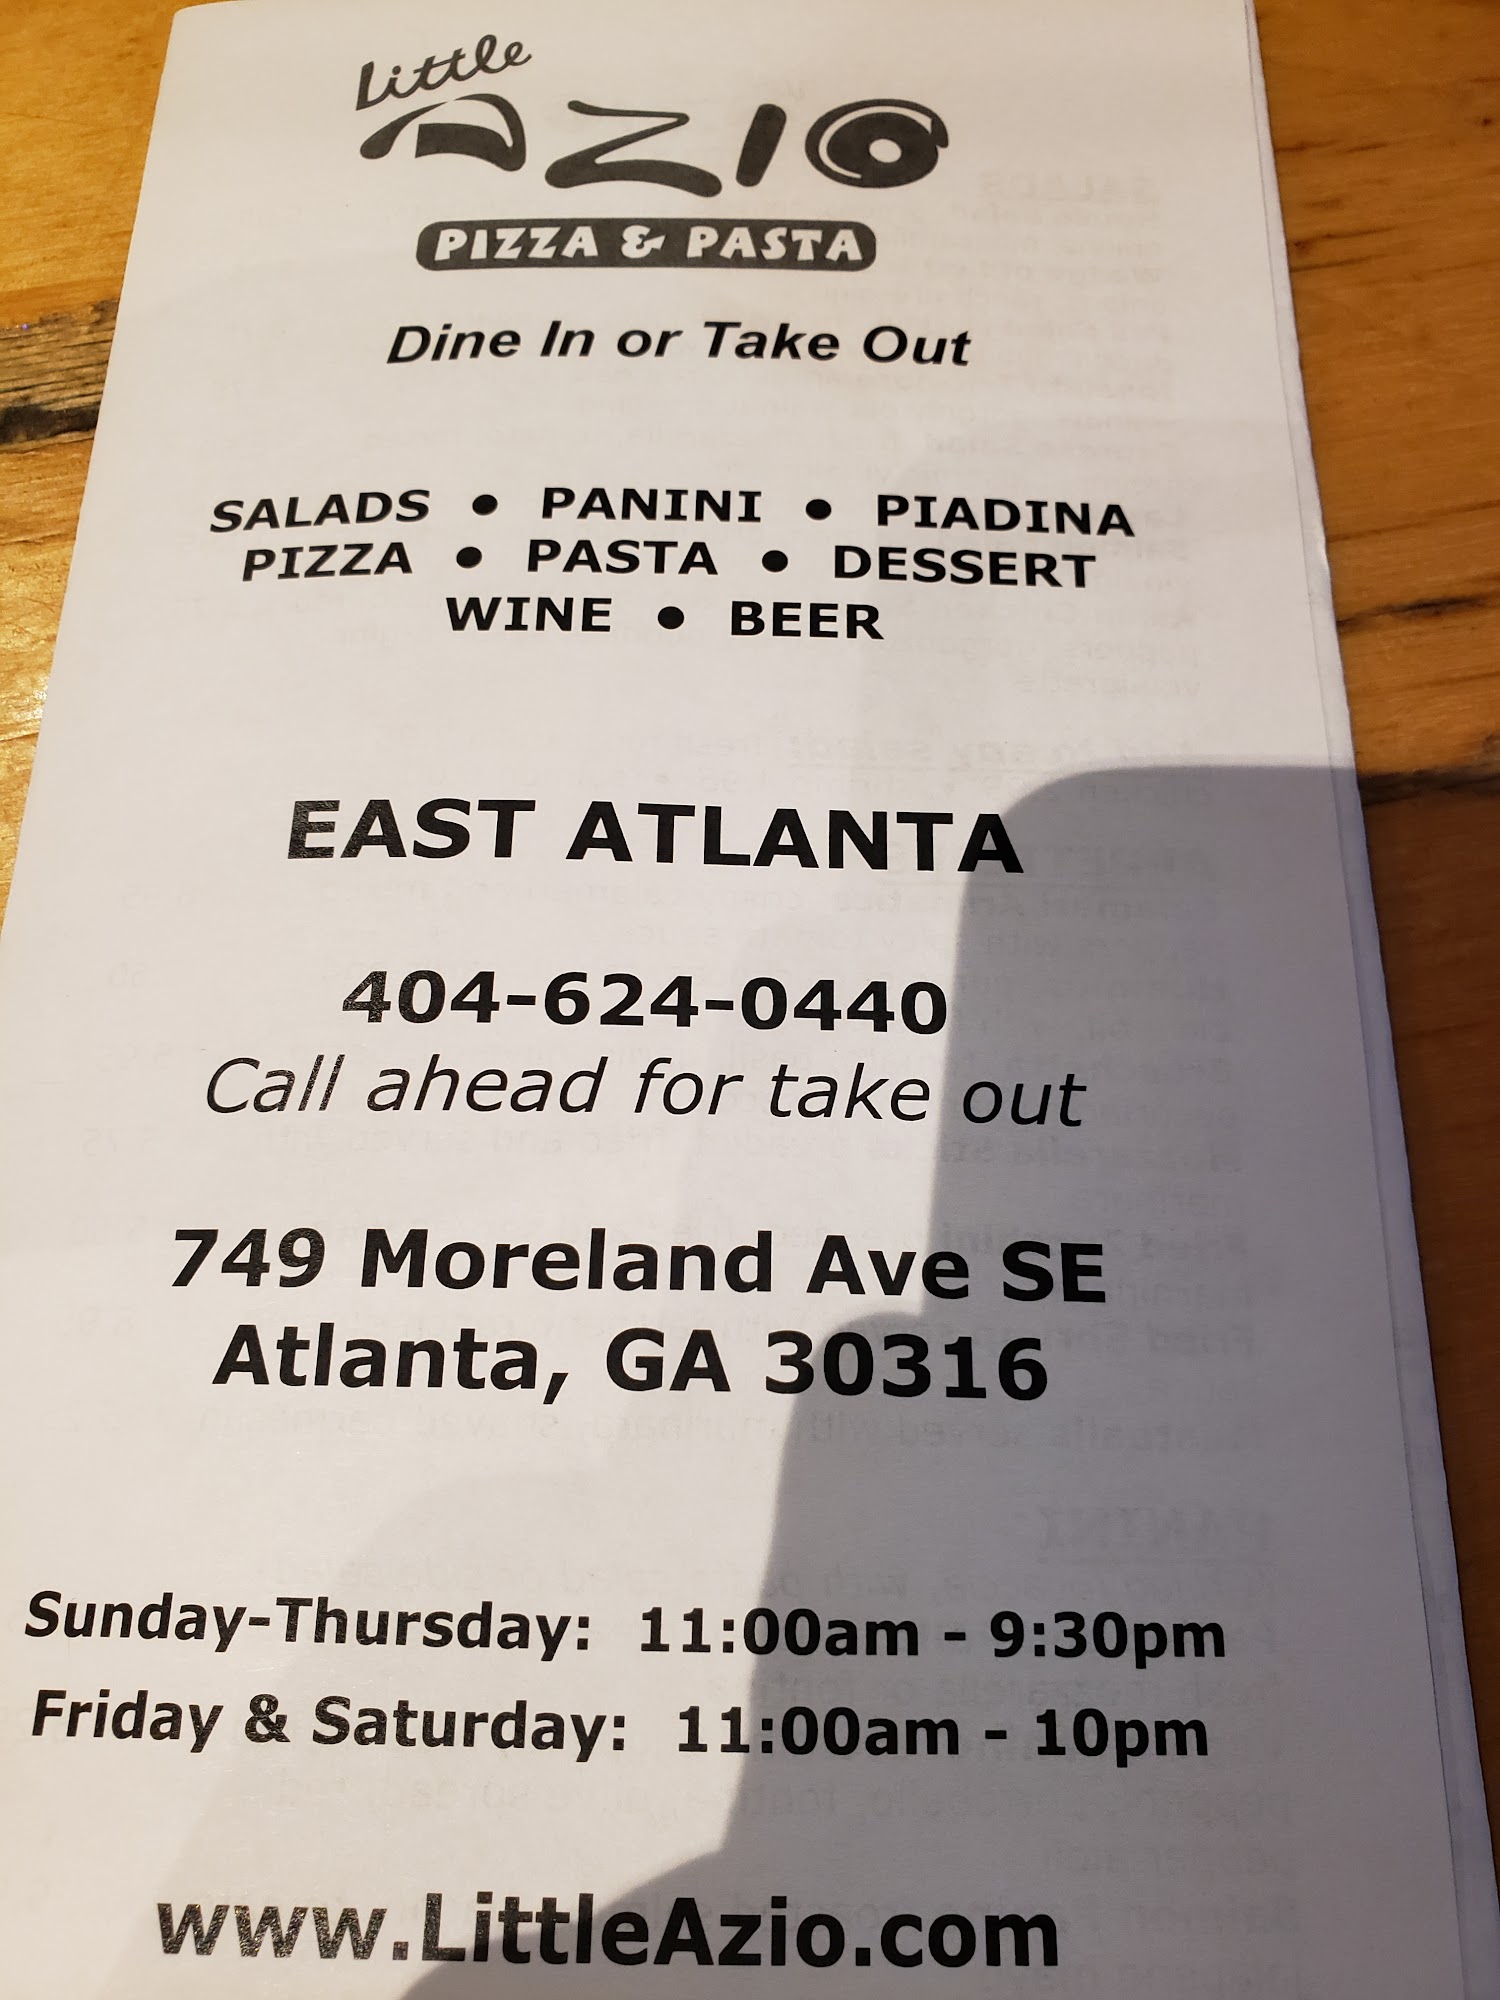 Little
AZIO
PIZZA & PASTA
Dine In or Take Out
SALADS • PANINI • PIADINA
PIZZA • PASTA • DESSERT
WINE • BEER
EAST ATLANTA
404-624-0440
Call ahead for take out
749 Moreland Ave SE
Atlanta, GA 30316
Sunday-Thursday: 11:00am - 9:30pm
Friday & Saturday: 11:00am - 10pm
www.LittleAzio.com